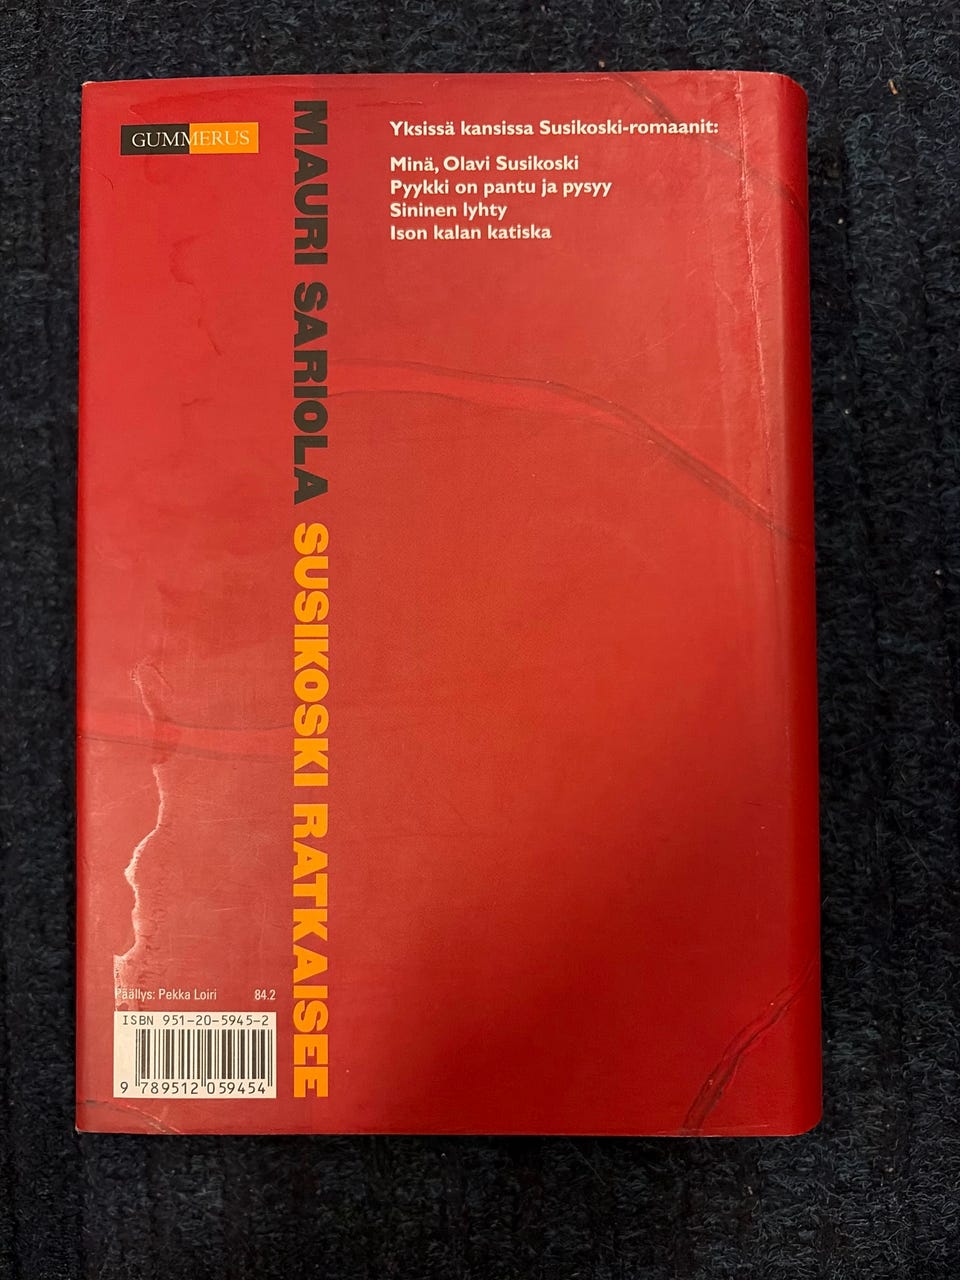 GUMMERUS
MAURI SARIOLA SUSIKOSKI RATKAISEE
Yksissä kansissa Susikoski-romaanit:
Minä, Olavi Susikoski
Pyykki on pantu ja pysyy
Sininen lyhty
Ison kalan katiska
Päällys: Pekka Loiri 84.2
ISBN 951-20-5945-2
9 789512 059454